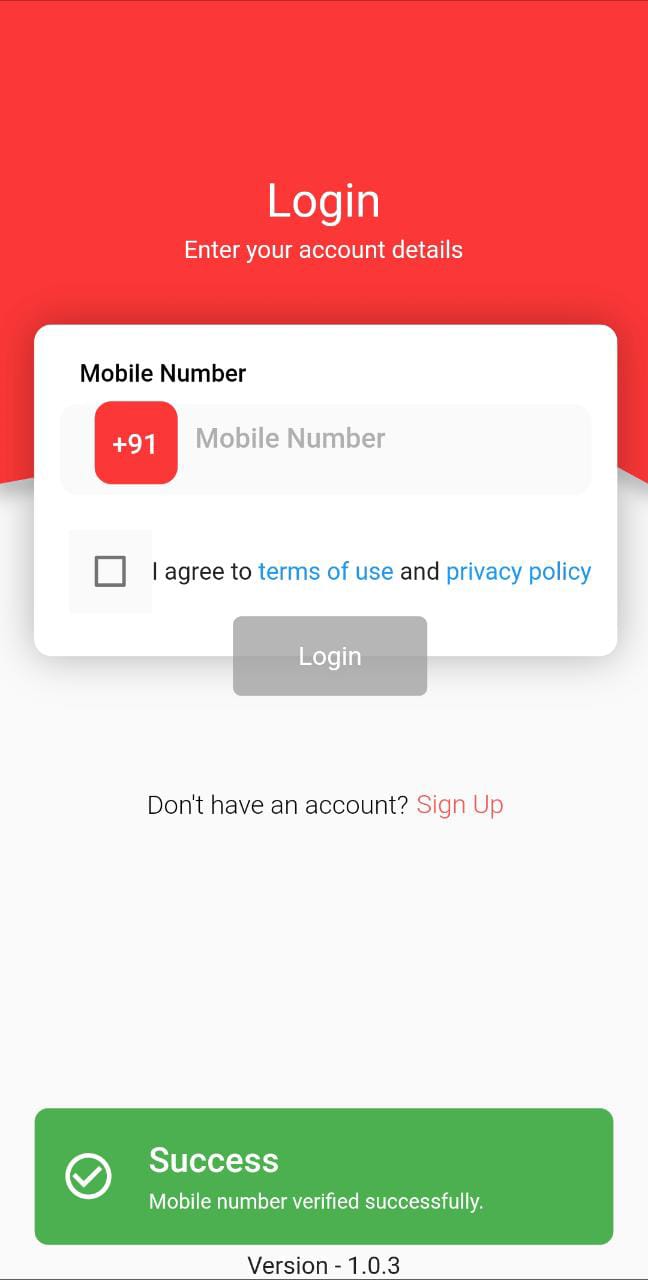 Login
Enter your account details
Mobile Number
+91 Mobile Number
I agree to terms of use and privacy policy
Login
Don't have an account? Sign Up
Success
Mobile number verified successfully.
Version - 1.0.3